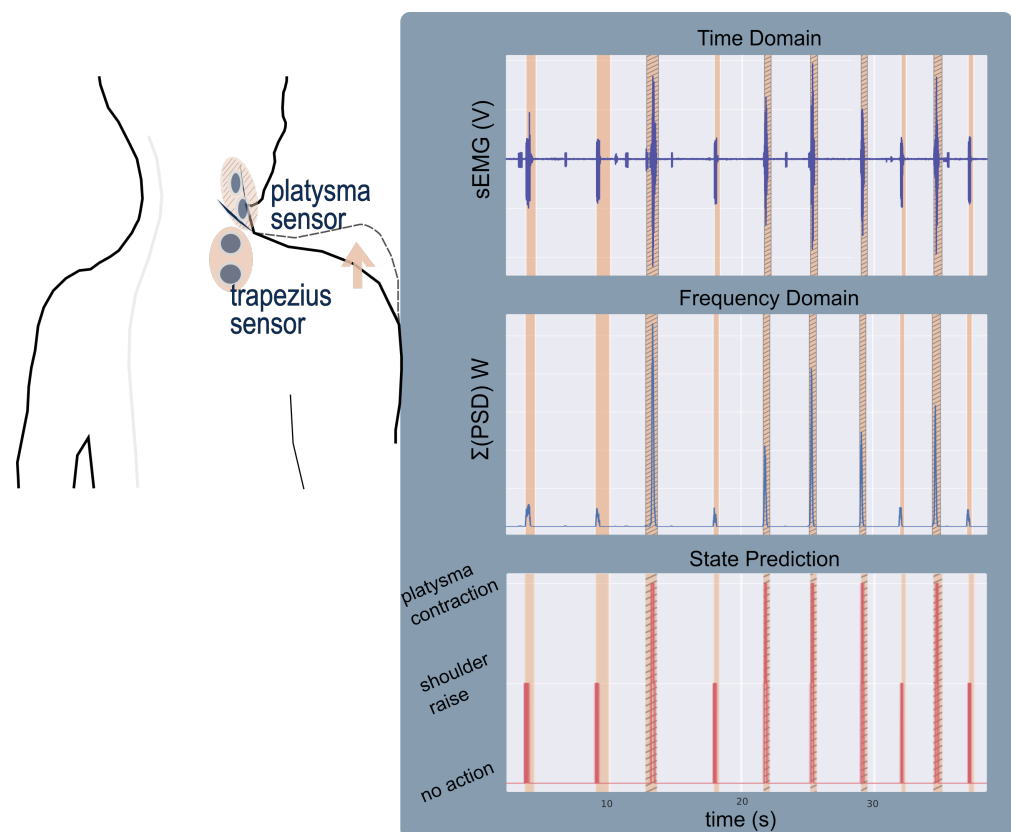 platysma
sensor
trapezius
sensor
Time Domain
sEMG (V)
Frequency Domain
Σ(PSD) W
State Prediction
platysma
contraction
shoulder
raise
no action
10 20 30
time (s)